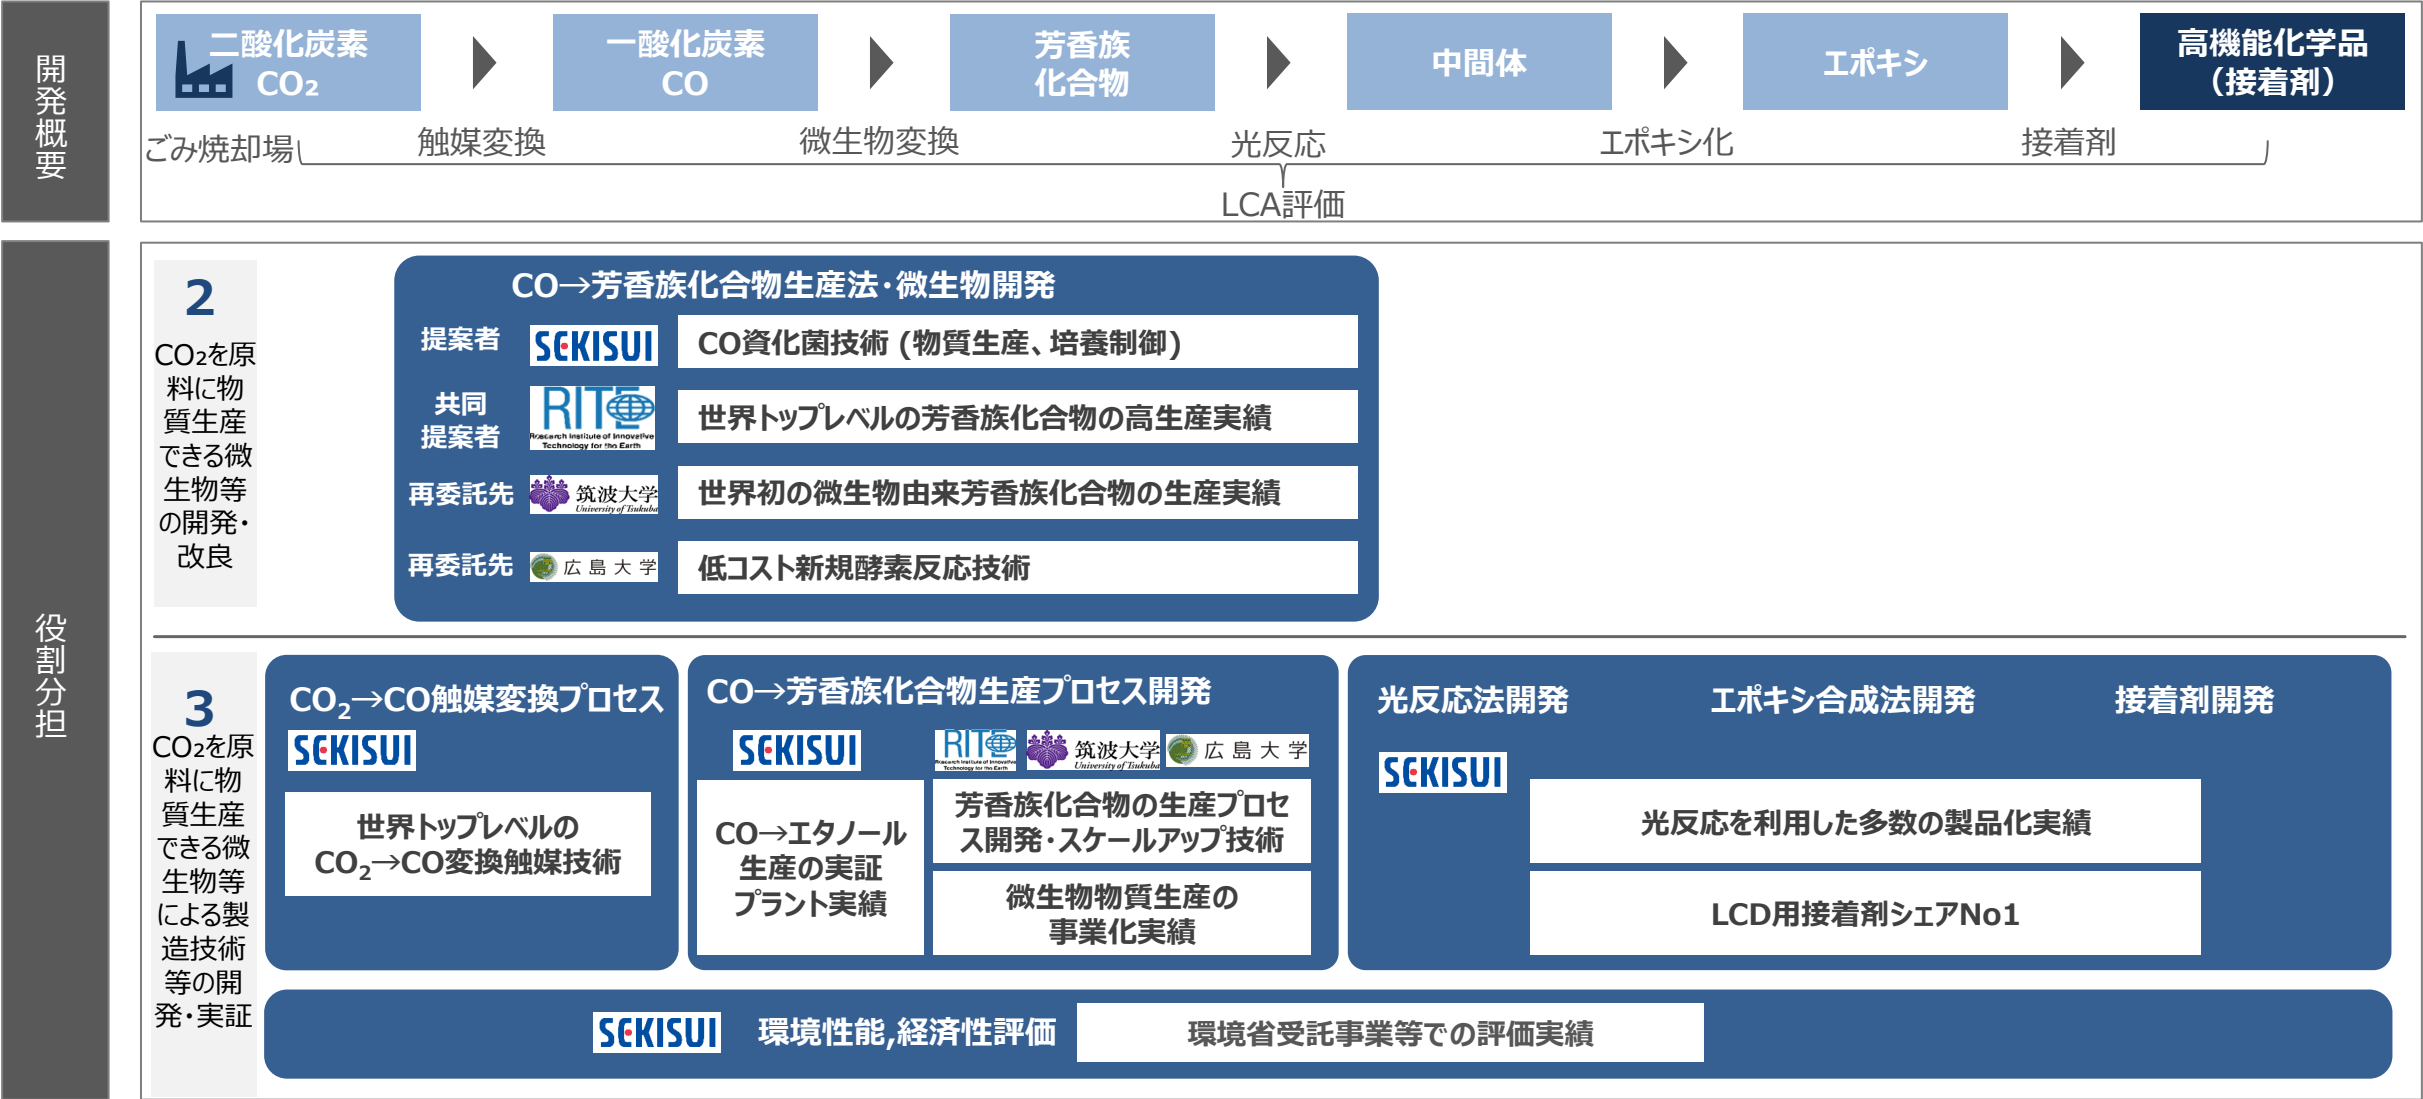 開発概要
二酸化炭素
CO₂
一酸化炭素
CO
芳香族
化合物
中間体
エポキシ
高機能化学品
（接着剤）
ごみ焼却場
触媒変換
微生物変換
光反応
エポキシ化
接着剤
LCA評価
役割分担
2
CO₂を原
料に物
質生産
できる微
生物等
の開発・
改良
CO→芳香族化合物生産法・微生物開発
提案者
SEKISUI
CO資化菌技術 (物質生産、培養制御)
共同
提案者
RITE
Research Institute of Innovative
Technology for the Earth
世界トップレベルの芳香族化合物の高生産実績
再委託先
筑波大学
University of Tsukuba
世界初の微生物由来芳香族化合物の生産実績
再委託先
広島大学
低コスト新規酵素反応技術
3
CO₂を原
料に物
質生産
できる微
生物等
による製
造技術
等の開
発・実証
CO₂→CO触媒変換プロセス
SEKISUI
世界トップレベルの
CO₂→CO変換触媒技術
CO→芳香族化合物生産プロセス開発
SEKISUI
RITE
Research Institute of Innovative
Technology for the Earth
筑波大学
University of Tsukuba
広島大学
CO→エタノール
生産の実証
プラント実績
芳香族化合物の生産プロセ
ス開発・スケールアップ技術
微生物物質生産の
事業化実績
光反応法開発
エポキシ合成法開発
接着剤開発
SEKISUI
光反応を利用した多数の製品化実績
LCD用接着剤シェアNo1
SEKISUI
環境性能,経済性評価
環境省受託事業等での評価実績